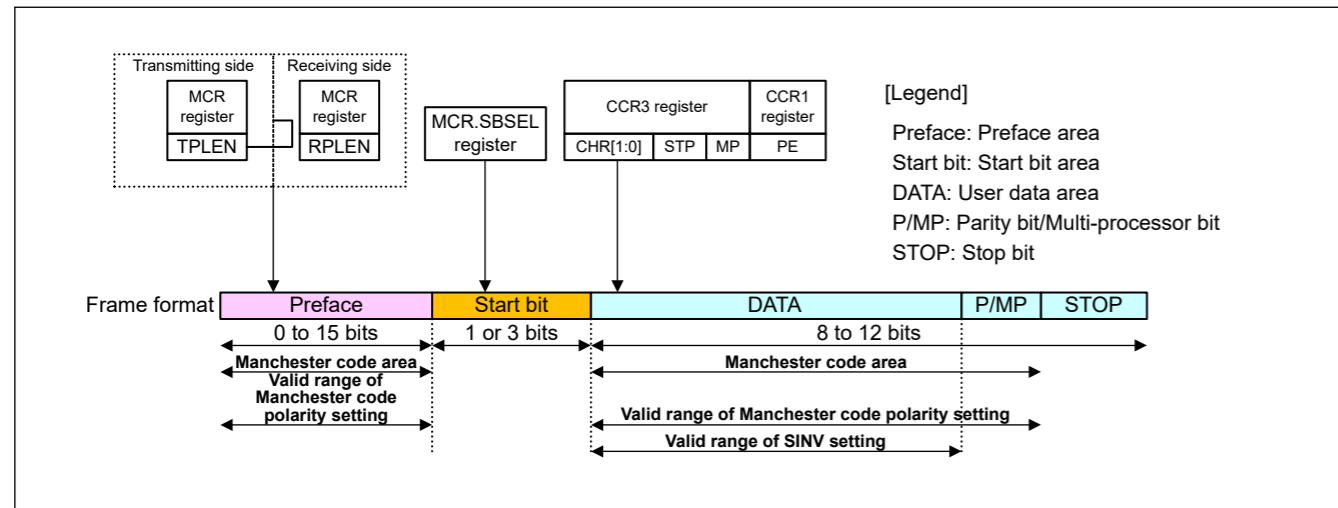 Transmitting side
Receiving side
MCR
register
TPLEN
MCR
register
RPLEN
MCR.SBSEL
register
CCR3 register
CCR1
register
CHR[1:0]
STP
MP
PE
[Legend]
Preface: Preface area
Start bit: Start bit area
DATA: User data area
P/MP: Parity bit/Multi-processor bit
STOP: Stop bit
Frame format
Preface
Start bit
DATA
P/MP
STOP
0 to 15 bits
1 or 3 bits
8 to 12 bits
Manchester code area
Valid range of
Manchester code
polarity setting
Manchester code area
Valid range of Manchester code polarity setting
Valid range of SINV setting